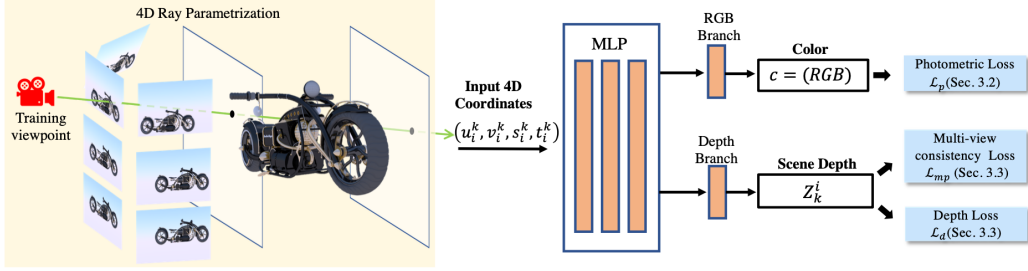 4D Ray Parametrization
Training
viewpoint
Input 4D
Coordinates
(u_i^k, v_i^k, s_i^k, t_i^k)
MLP
RGB
Branch
Color
c = (RGB)
Photometric Loss
ℒ_p(Sec. 3.2)
Depth
Branch
Scene Depth
Z_k^i
Multi-view
consistency Loss
ℒ_mp (Sec. 3.3)
Depth Loss
ℒ_d(Sec. 3.3)